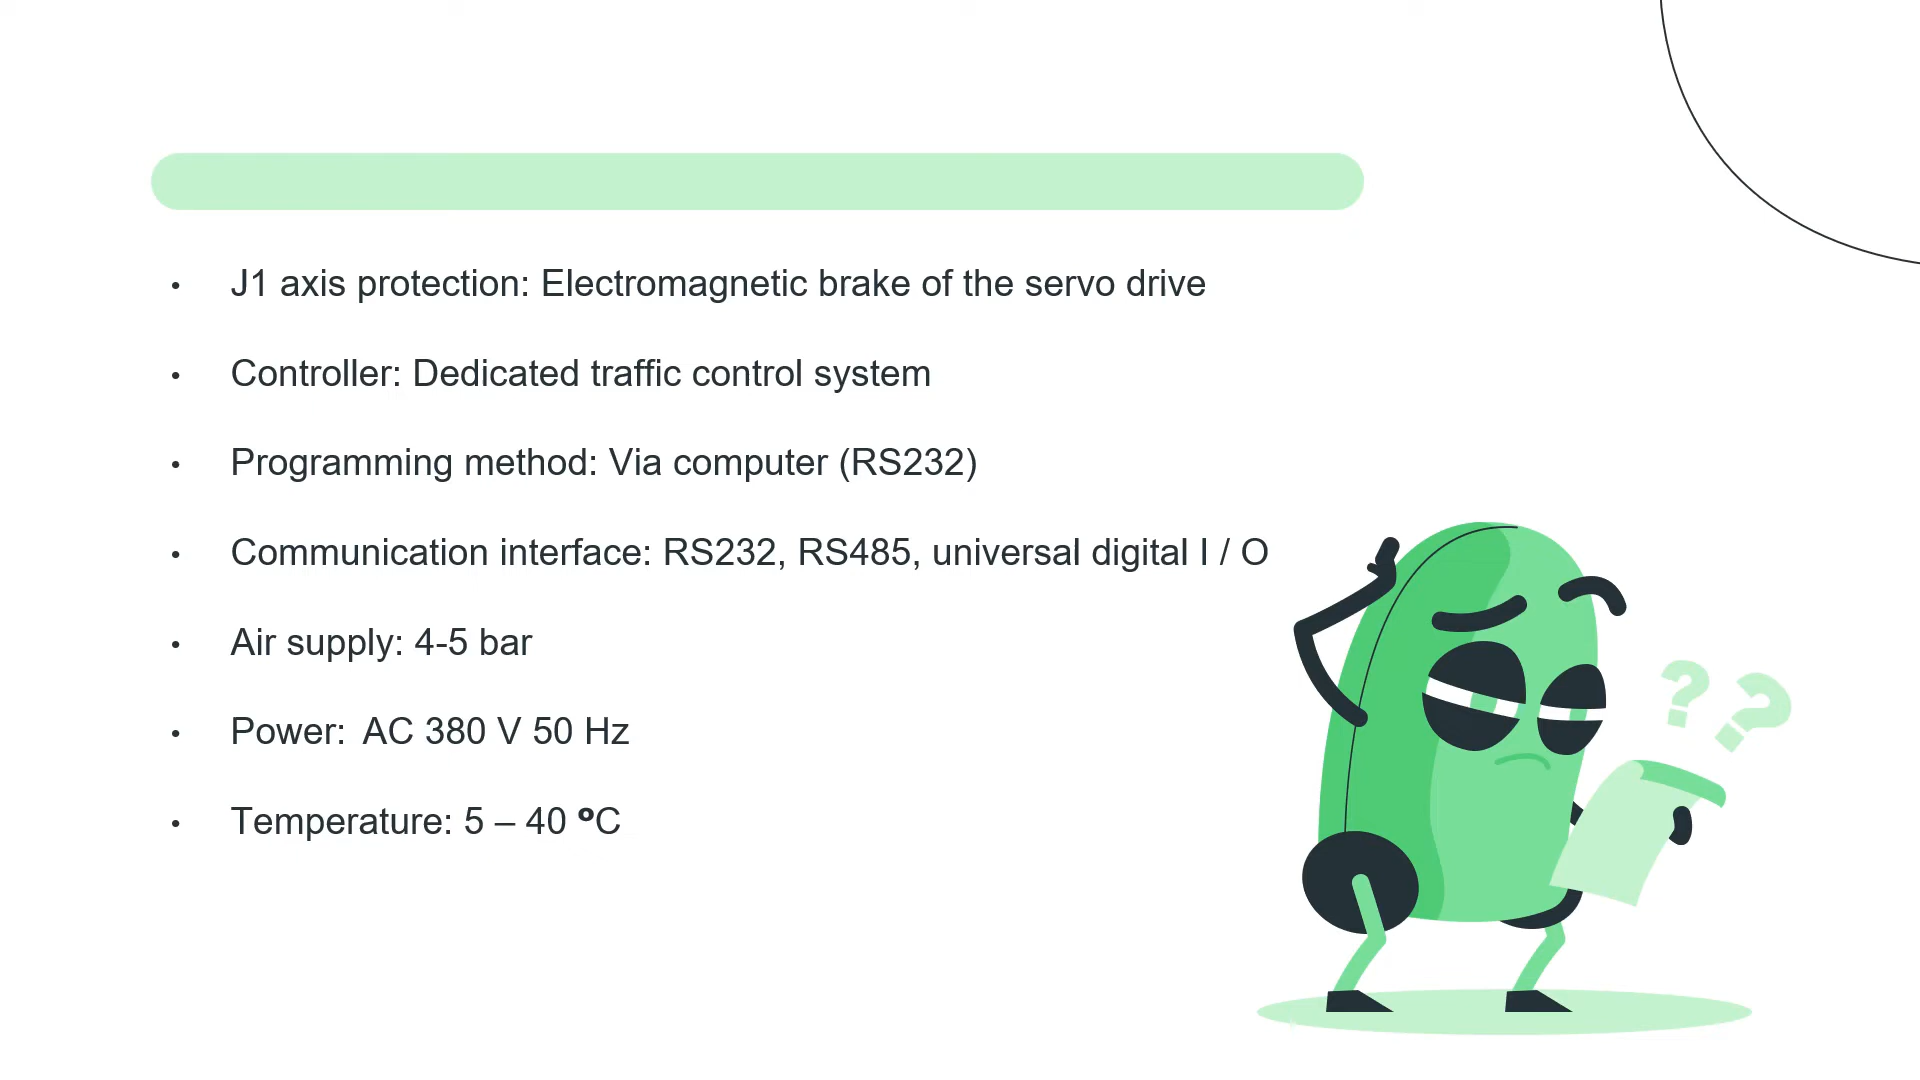 • J1 axis protection: Electromagnetic brake of the servo drive
• Controller: Dedicated traffic control system
• Programming method: Via computer (RS232)
• Communication interface: RS232, RS485, universal digital I / O
• Air supply: 4-5 bar
• Power:  AC 380 V 50 Hz
• Temperature: 5 – 40 ºC
? ?